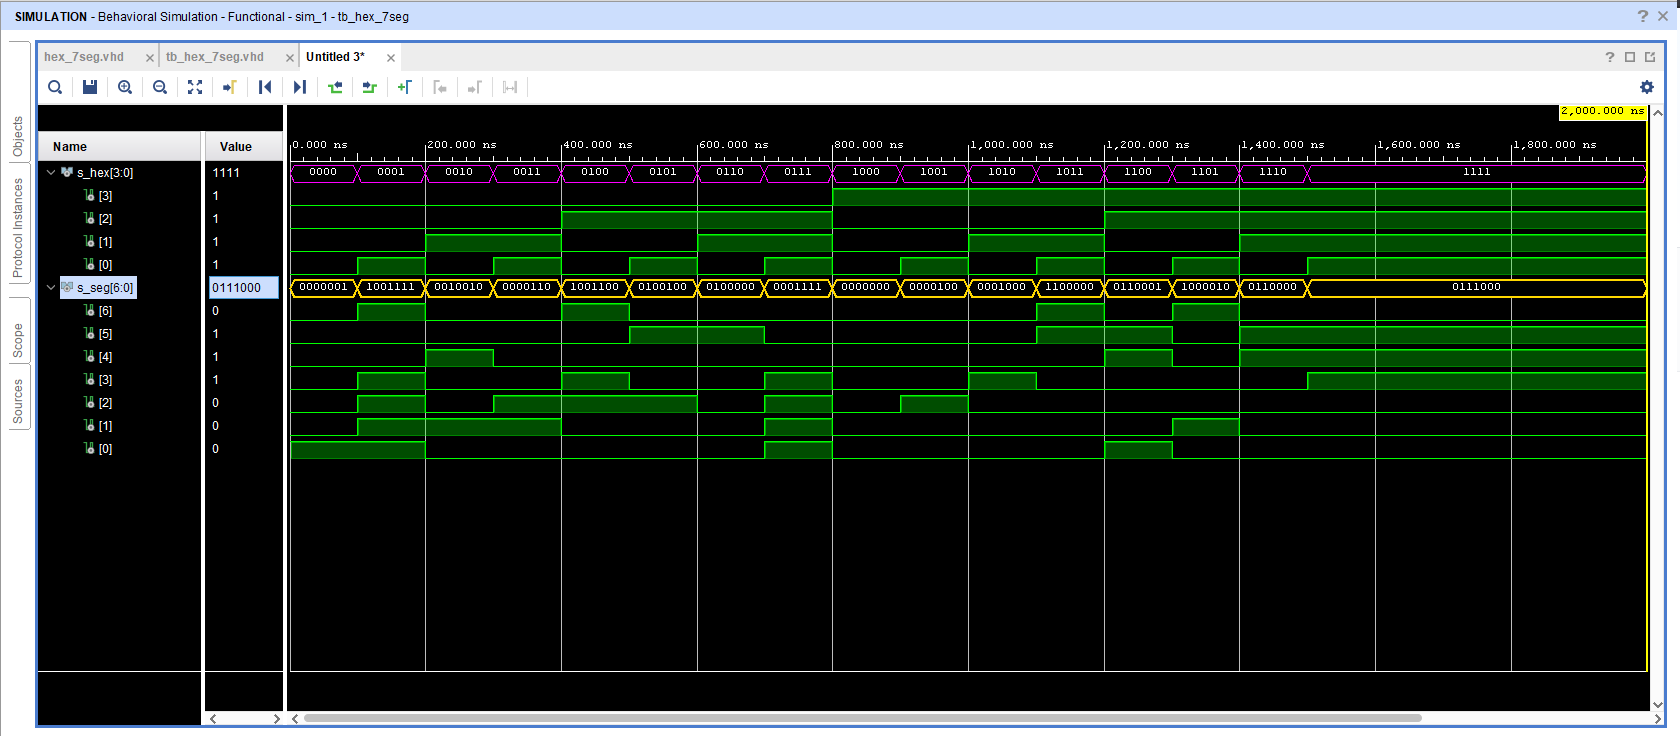 SIMULATION - Behavioral Simulation - Functional - sim_1 - tb_hex_7seg
? ×
hex_7seg.vhd × tb_hex_7seg.vhd × Untitled 3* ×
?
Objects
Protocol Instances
Scope
Sources
2,000.000 ns
Name Value
0.000 ns 200.000 ns 400.000 ns 600.000 ns 800.000 ns 1,000.000 ns 1,200.000 ns 1,400.000 ns 1,600.000 ns 1,800.000 ns
s_hex[3:0] 1111 0000 0001 0010 0011 0100 0101 0110 0111 1000 1001 1010 1011 1100 1101 1110 1111
[3] 1
[2] 1
[1] 1
[0] 1
s_seg[6:0] 0111000 0000001 1001111 0010010 0000110 1001100 0100100 0100000 0001111 0000000 0000100 0001000 1100000 0110001 1000010 0110000 0111000
[6] 0
[5] 1
[4] 1
[3] 1
[2] 0
[1] 0
[0] 0